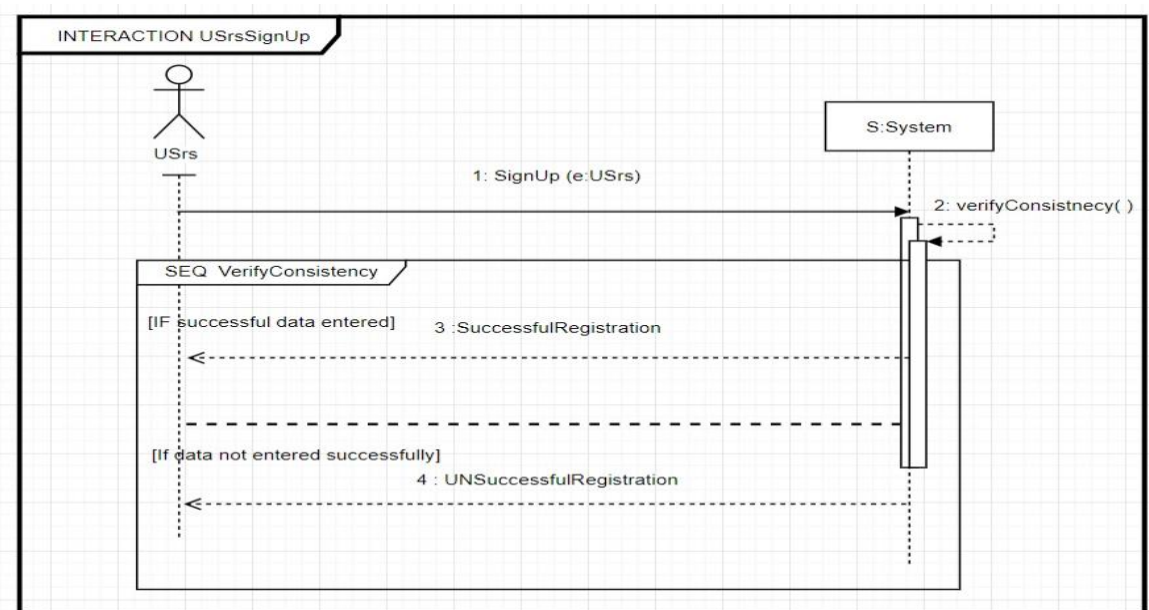 INTERACTION USrsSignUp
USrs
S:System
1: SignUp (e:USrs)
2: verifyConsistnecy( )
SEQ VerifyConsistency
[IF successful data entered]
3 :SuccessfulRegistration
[If data not entered successfully]
4 : UNSuccessfulRegistration